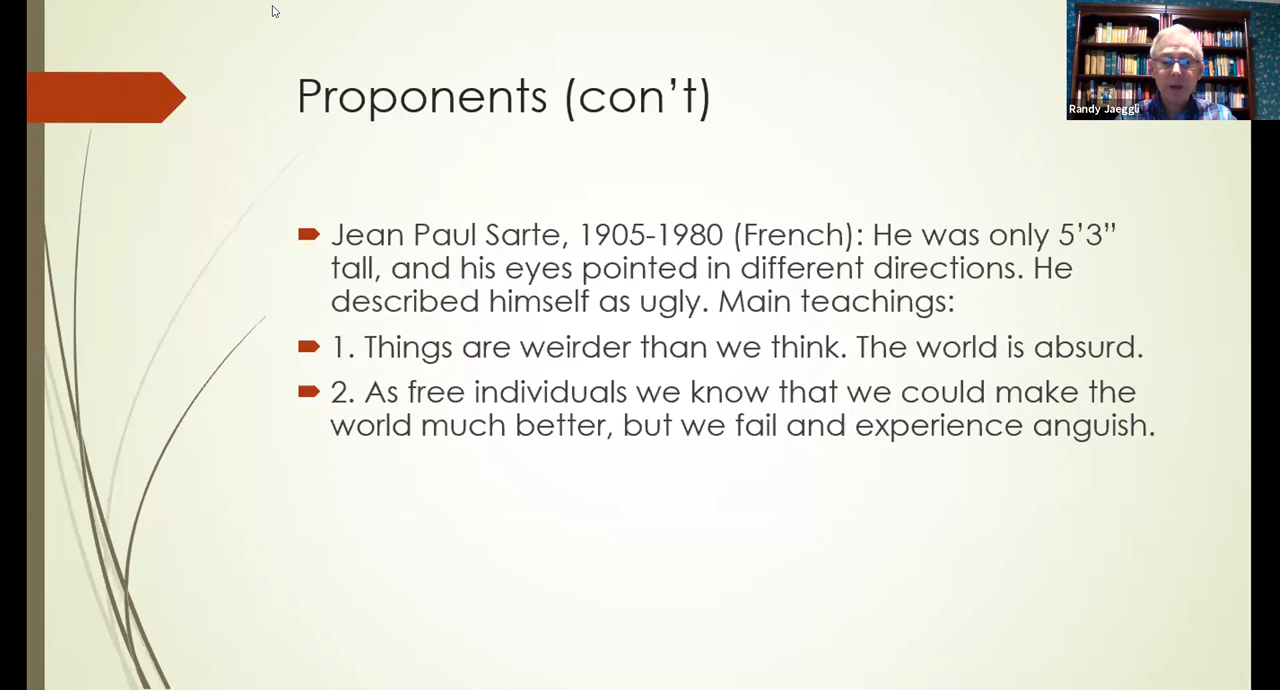 Proponents (con't)
Randy Jaeggli
Jean Paul Sarte, 1905-1980 (French): He was only 5'3”
tall, and his eyes pointed in different directions. He
described himself as ugly. Main teachings:
1. Things are weirder than we think. The world is absurd.
2. As free individuals we know that we could make the
world much better, but we fail and experience anguish.